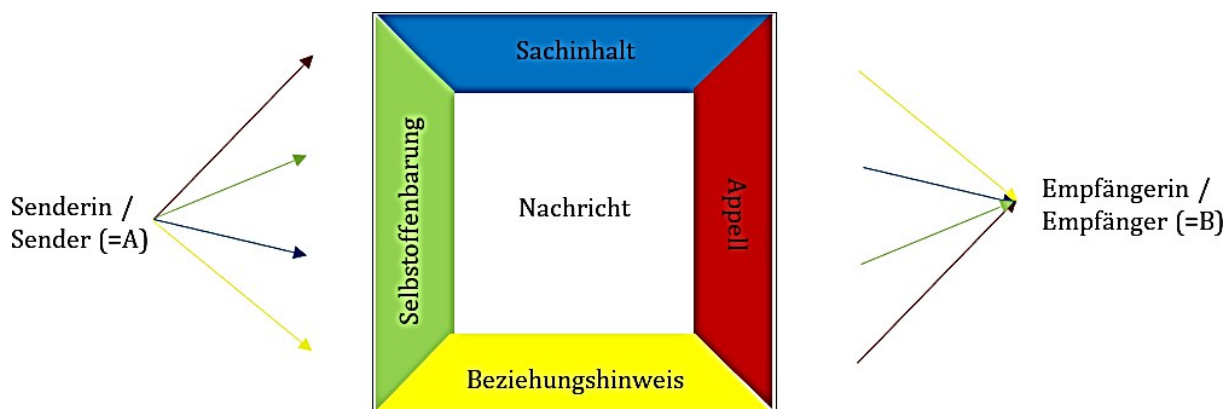 Sachinhalt
Senderin /
Sender (=A)
Selbstoffenbarung
Nachricht
Appell
Empfängerin /
Empfänger (=B)
Beziehungshinweis